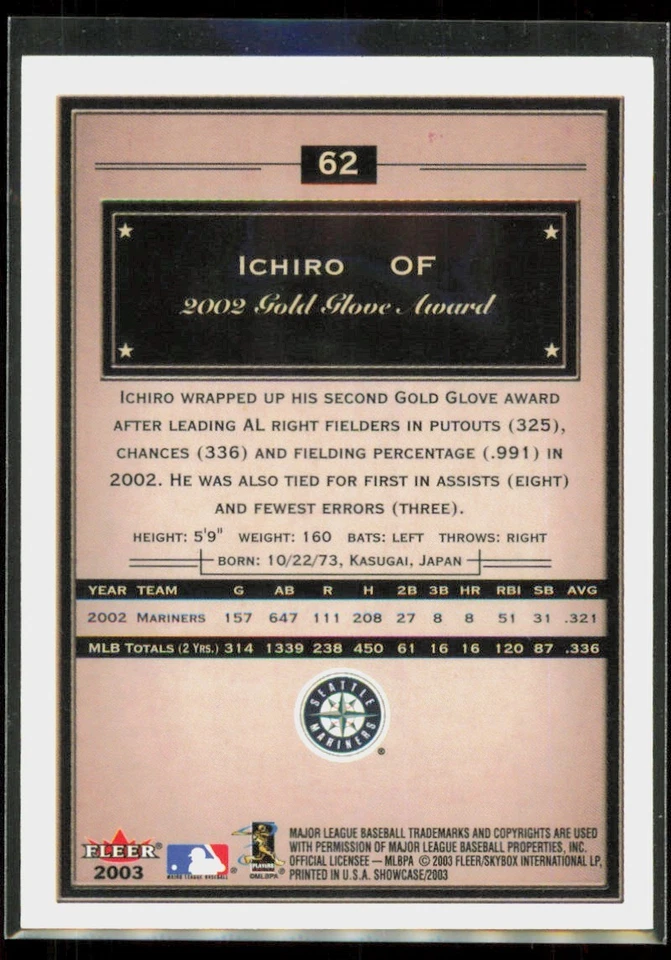 62
ICHIRO OF
2002 Gold Glove Award
ICHIRO WRAPPED UP HIS SECOND GOLD GLOVE AWARD
AFTER LEADING AL RIGHT FIELDERS IN PUTOUTS (325),
CHANCES (336) AND FIELDING PERCENTAGE (.991) IN
2002. HE WAS ALSO TIED FOR FIRST IN ASSISTS (EIGHT)
AND FEWEST ERRORS (THREE).
HEIGHT: 5'9" WEIGHT: 160 BATS: LEFT THROWS: RIGHT
BORN: 10/22/73, KASUGAI, JAPAN
YEAR TEAM G AB R H 2B 3B HR RBI SB AVG
2002 MARINERS 157 647 111 208 27 8 8 51 31 .321
MLB TOTALS (2 YRS.) 314 1339 238 450 61 16 16 120 87 .336
SEATTLE
MARINERS
®
FLEER®
2003
MAJOR LEAGUE BASEBALL ®
PLAYERS
©MLBPA ®
MAJOR LEAGUE BASEBALL TRADEMARKS AND COPYRIGHTS ARE USED
WITH PERMISSION OF MAJOR LEAGUE BASEBALL PROPERTIES, INC.
OFFICIAL LICENSEE — MLBPA © 2003 FLEER/SKYBOX INTERNATIONAL LP,
PRINTED IN U.S.A. SHOWCASE/2003